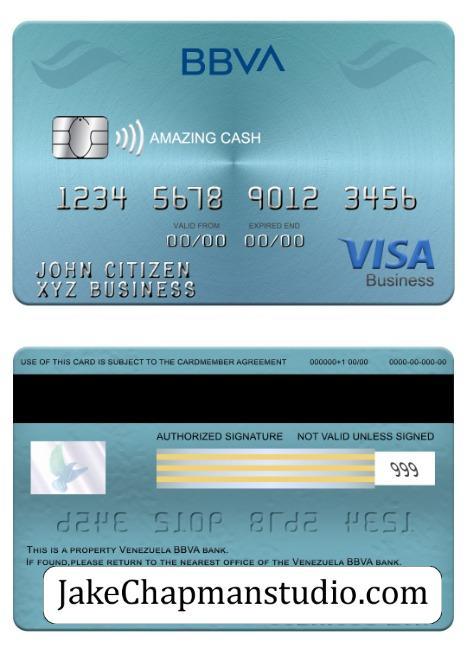 BBVA
AMAZING CASH
1234 5678 9012 3456
VALID FROM EXPIRED END
00/00 00/00
VISA
Business
JOHN CITIZEN
XYZ BUSINESS
USE OF THIS CARD IS SUBJECT TO THE CARDMEMBER AGREEMENT 000000+1 00/00 0000-00-000-00
AUTHORIZED SIGNATURE NOT VALID UNLESS SIGNED
999
THIS IS A PROPERTY VENEZUELA BBVA BANK.
IF FOUND,PLEASE RETURN TO THE NEAREST OFFICE OF THE VENEZUELA BBVA BANK.
JakeChapmanstudio.com